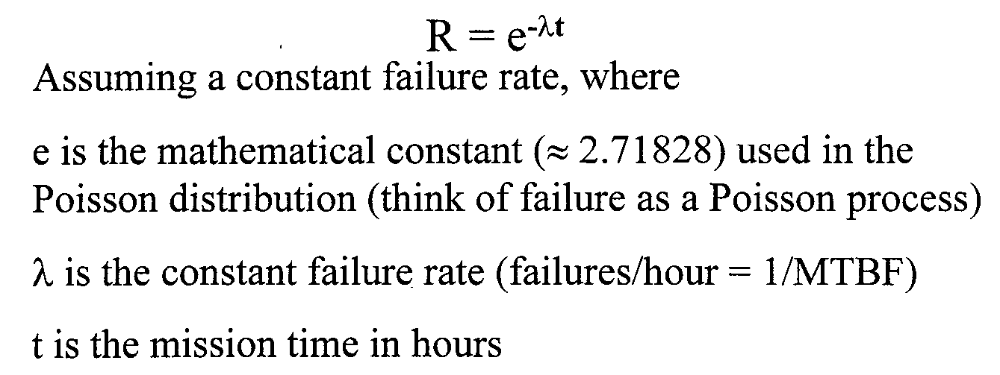 R = e^-λt
Assuming a constant failure rate, where
e is the mathematical constant (≈ 2.71828) used in the
Poisson distribution (think of failure as a Poisson process)
λ is the constant failure rate (failures/hour = 1/MTBF)
t is the mission time in hours